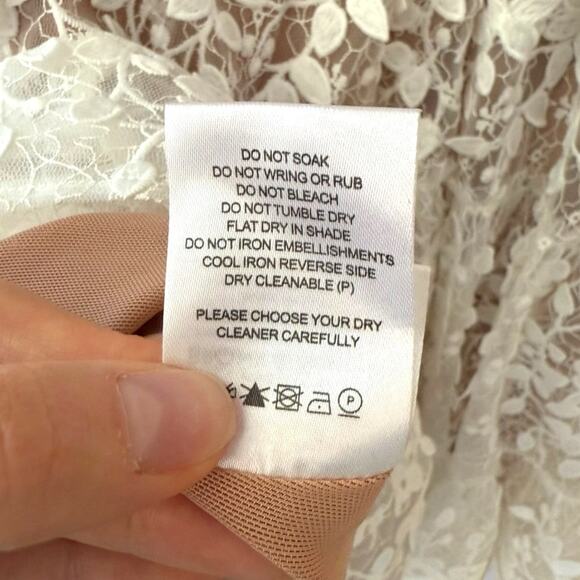 DO NOT SOAK
DO NOT WRING OR RUB
DO NOT BLEACH
DO NOT TUMBLE DRY
FLAT DRY IN SHADE
DO NOT IRON EMBELLISHMENTS
COOL IRON REVERSE SIDE
DRY CLEANABLE (P)
PLEASE CHOOSE YOUR DRY
CLEANER CAREFULLY
P